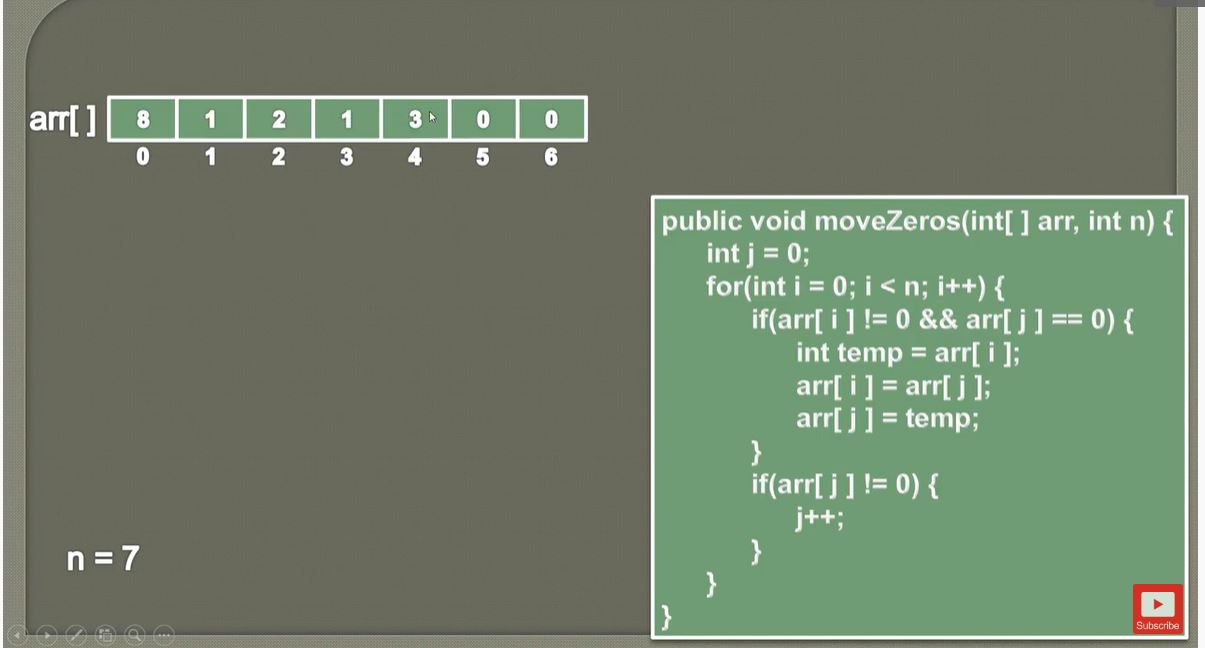 arr[ ] 8 1 2 1 3 0 0
0 1 2 3 4 5 6
public void moveZeros(int[ ] arr, int n) {
int j = 0;
for(int i = 0; i < n; i++) {
if(arr[ i ] != 0 && arr[ j ] == 0) {
int temp = arr[ i ];
arr[ i ] = arr[ j ];
arr[ j ] = temp;
}
if(arr[ j ] != 0) {
j++;
}
}
}
n = 7
Subscribe